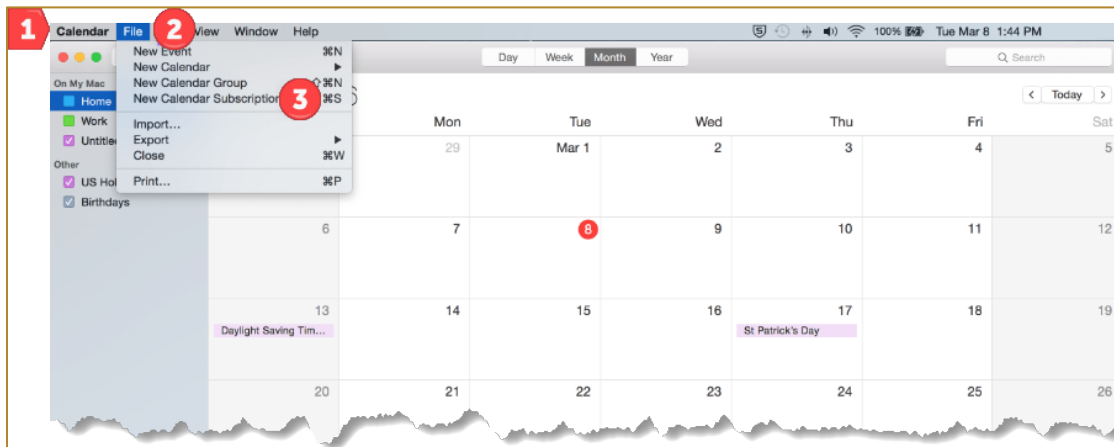 1 Calendar File 2 View Window Help 100% Tue Mar 8 1:44 PM
New Event ⌘N
New Calendar ▶
New Calendar Group ⇧⌘N
New Calendar Subscription 3 ⌘S
Import...
Export ▶
Close ⌘W
Print... ⌘P
Day Week Month Year
Search
On My Mac
Home
Work
Other
Birthdays
< Today >
Mon Tue Wed Thu Fri Sat
29 Mar 1 2 3 4 5
6 7 8 9 10 11 12
13 14 15 16 17 18 19
Daylight Saving Tim... St Patrick's Day
20 21 22 23 24 25 26